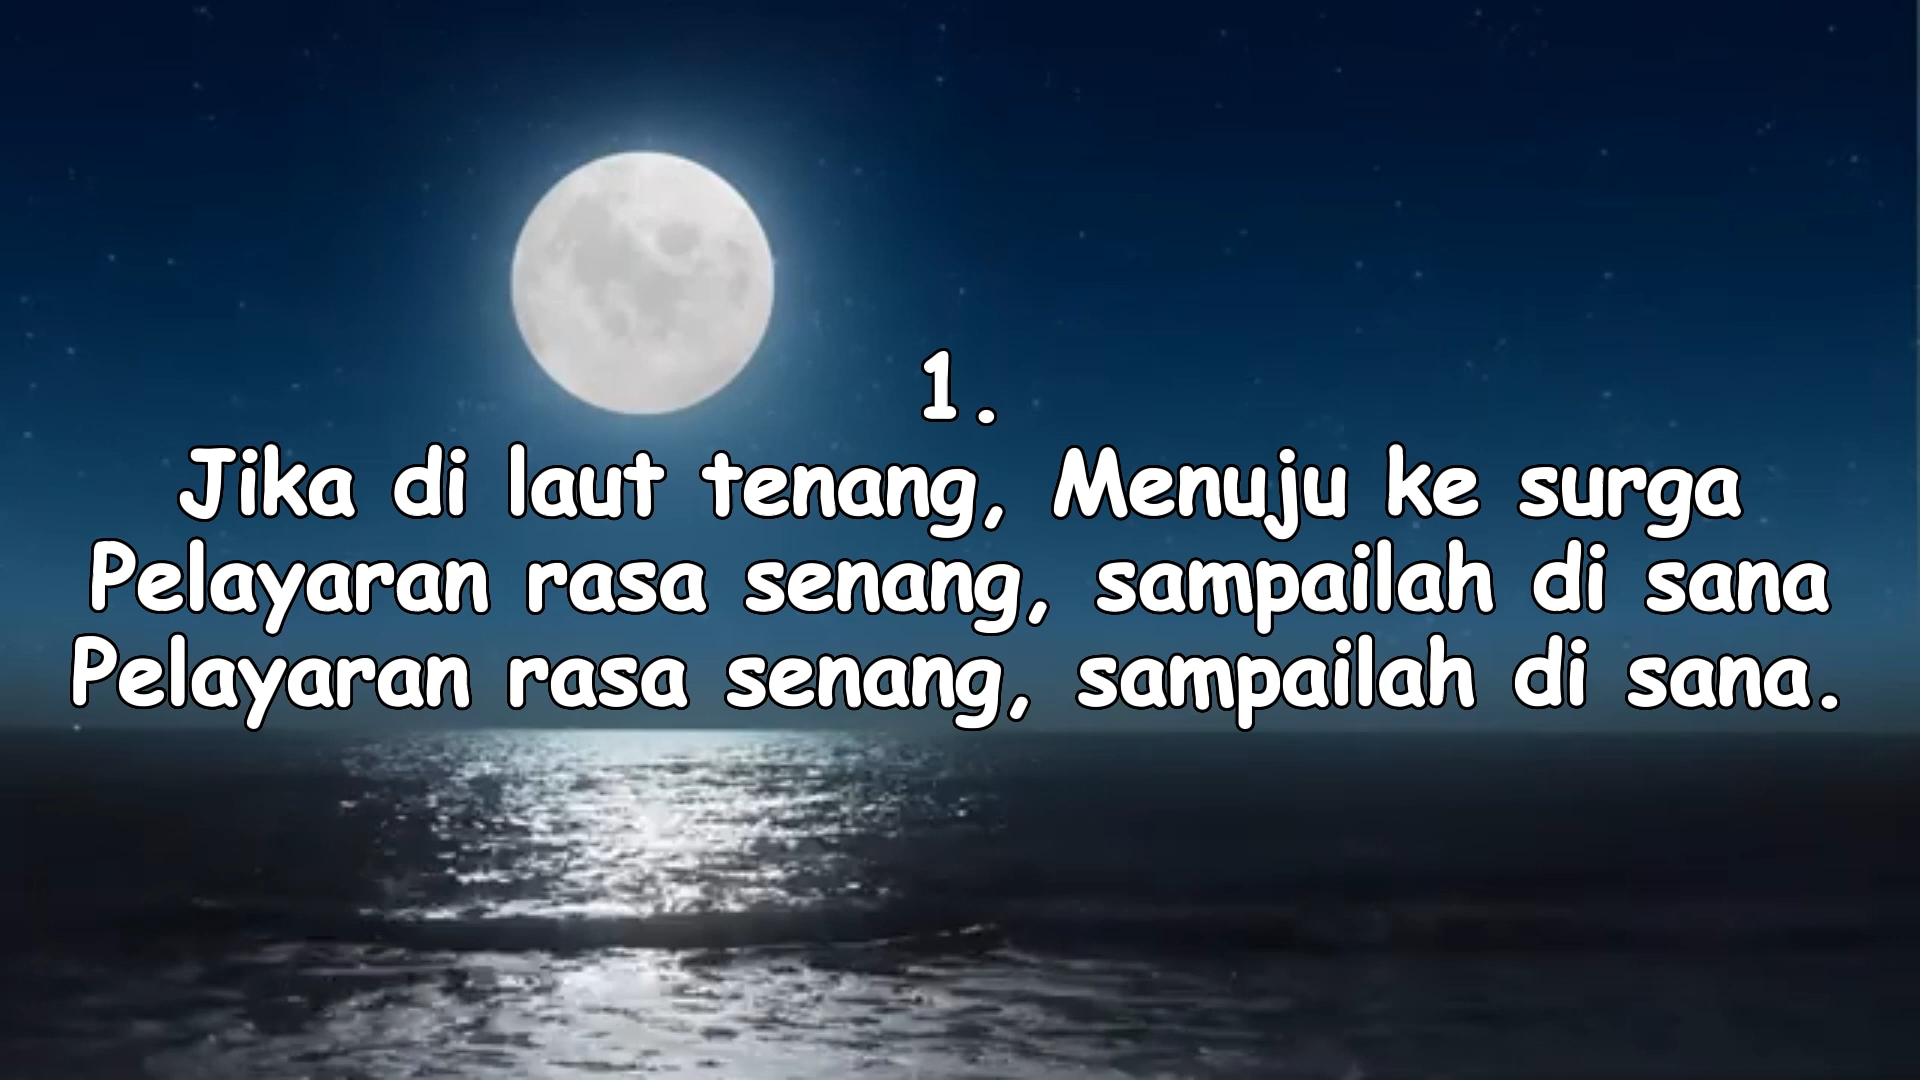 1.
Jika di laut tenang, Menuju ke surga
Pelayaran rasa senang, sampailah di sana
Pelayaran rasa senang, sampailah di sana.